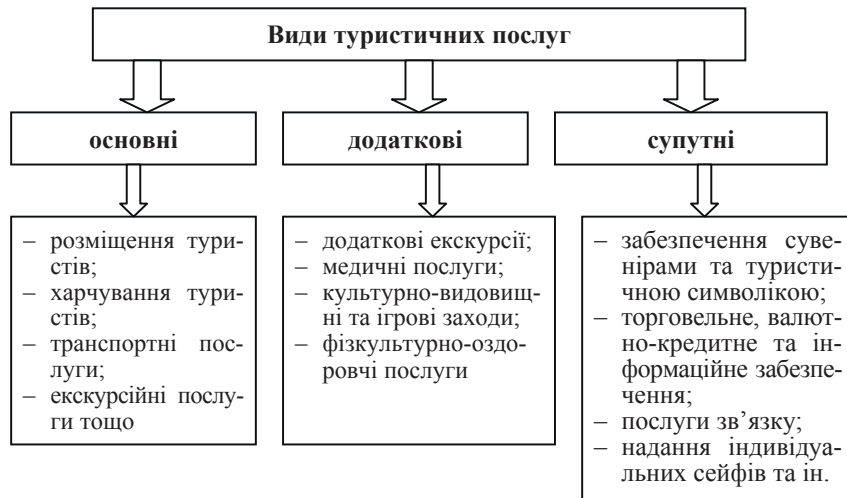 Види туристичних послуг
основні
додаткові
супутні
– розміщення тури-
стів;
– харчування тури-
стів;
– транспортні пос-
луги;
– екскурсійні послу-
ги тощо
– додаткові екскурсії;
– медичні послуги;
– культурно-видовищ-
ні та ігрові заходи;
– фізкультурно-оздо-
ровчі послуги
– забезпечення суве-
нірами та туристи-
чною символікою;
– торговельне, валют-
но-кредитне та ін-
формаційне забезпе-
чення;
– послуги зв’язку;
– надання індивіду-
альних сейфів та ін.